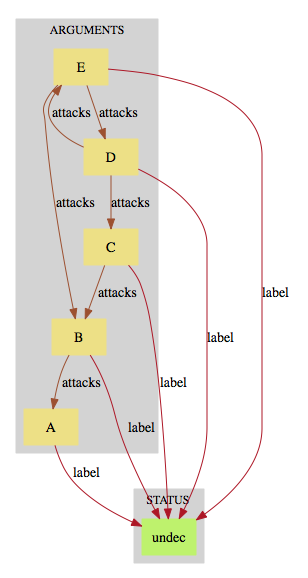 ARGUMENTS
E
attacks
attacks
D
attacks
attacks
C
attacks
label
B
label
attacks
label
label
A
label
STATUS
undec